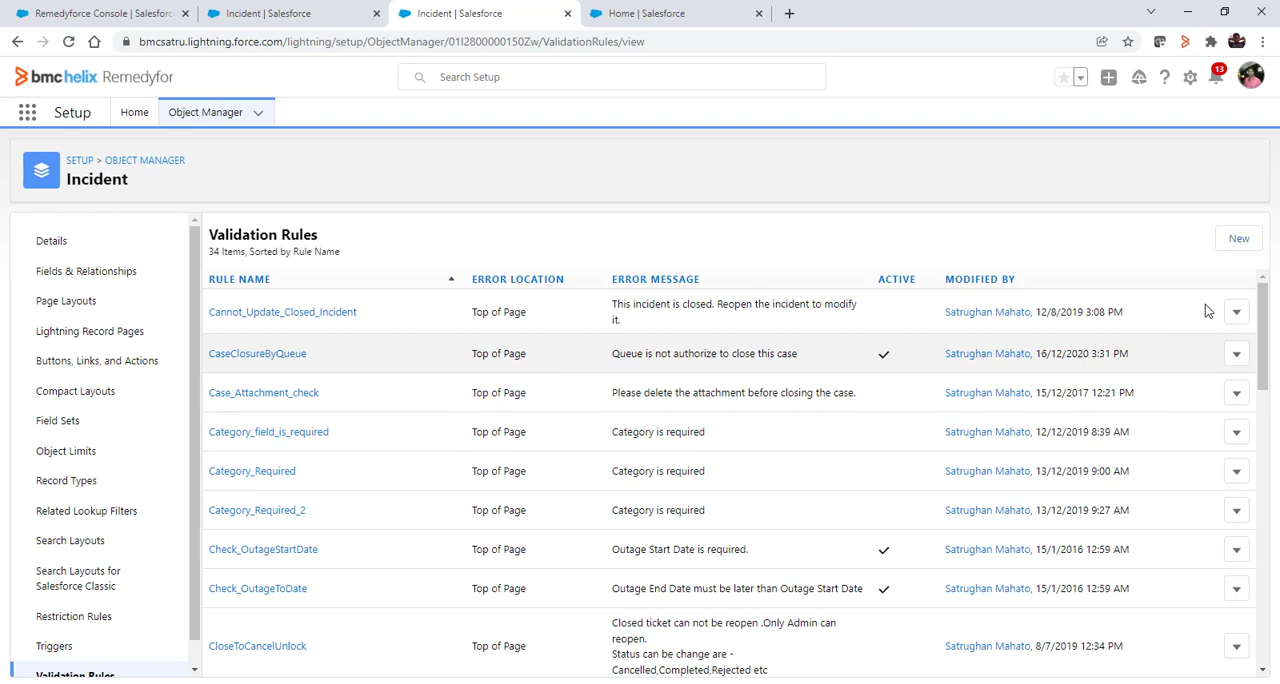 Remedyforce Console | Salesforc
Incident | Salesforce
Incident | Salesforce
Home | Salesforce
bmcsatru.lightning.force.com/lightning/setup/ObjectManager/01I2800000150Zw/ValidationRules/view
bmchelix Remedyfor
Search Setup
13
Setup
Home
Object Manager
SETUP > OBJECT MANAGER
Incident
Details
Fields & Relationships
Page Layouts
Lightning Record Pages
Buttons, Links, and Actions
Compact Layouts
Field Sets
Object Limits
Record Types
Related Lookup Filters
Search Layouts
Search Layouts for
Salesforce Classic
Restriction Rules
Triggers
Validation Rules
Validation Rules
34 Items, Sorted by Rule Name
New
RULE NAME ERROR LOCATION ERROR MESSAGE ACTIVE MODIFIED BY
Cannot_Update_Closed_Incident Top of Page This incident is closed. Reopen the incident to modify
it. Satrughan Mahato, 12/8/2019 3:08 PM
CaseClosureByQueue Top of Page Queue is not authorize to close this case Satrughan Mahato, 16/12/2020 3:31 PM
Case_Attachment_check Top of Page Please delete the attachment before closing the case. Satrughan Mahato, 15/12/2017 12:21 PM
Category_field_is_required Top of Page Category is required Satrughan Mahato, 12/12/2019 8:39 AM
Category_Required Top of Page Category is required Satrughan Mahato, 13/12/2019 9:00 AM
Category_Required_2 Top of Page Category is required Satrughan Mahato, 13/12/2019 9:27 AM
Check_OutageStartDate Top of Page Outage Start Date is required. Satrughan Mahato, 15/1/2016 12:59 AM
Check_OutageToDate Top of Page Outage End Date must be later than Outage Start Date Satrughan Mahato, 15/1/2016 12:59 AM
CloseToCancelUnlock Top of Page Closed ticket can not be reopen .Only Admin can
reopen.
Status can be change are -
Cancelled,Completed,Rejected etc Satrughan Mahato, 8/7/2019 12:34 PM